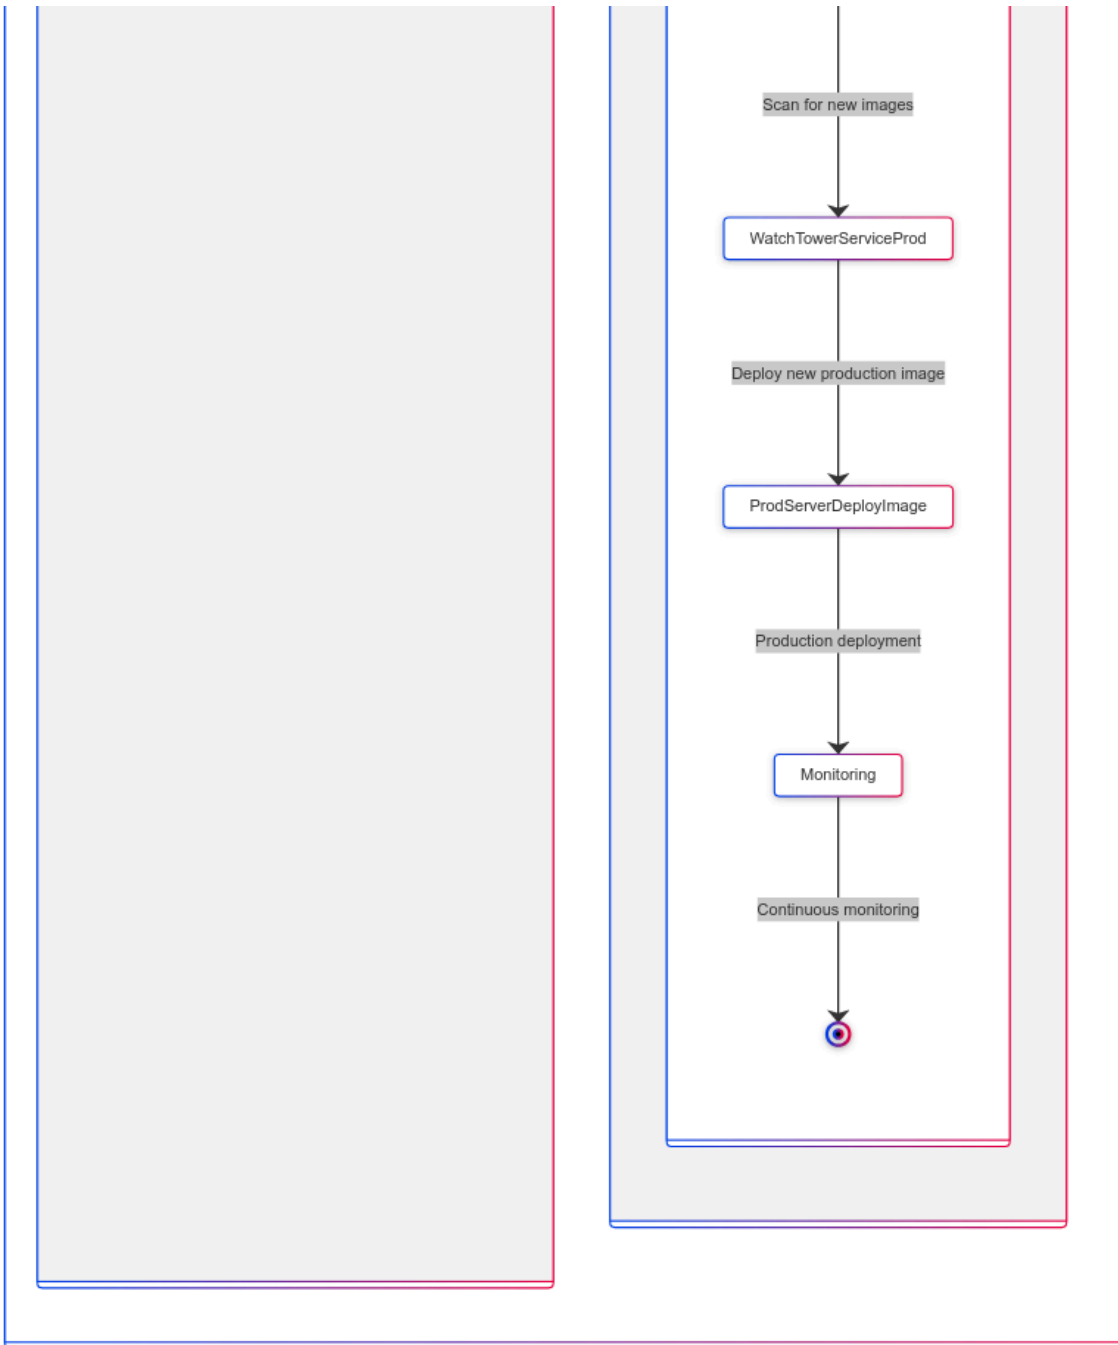 Scan for new images
WatchTowerServiceProd
Deploy new production image
ProdServerDeployImage
Production deployment
Monitoring
Continuous monitoring